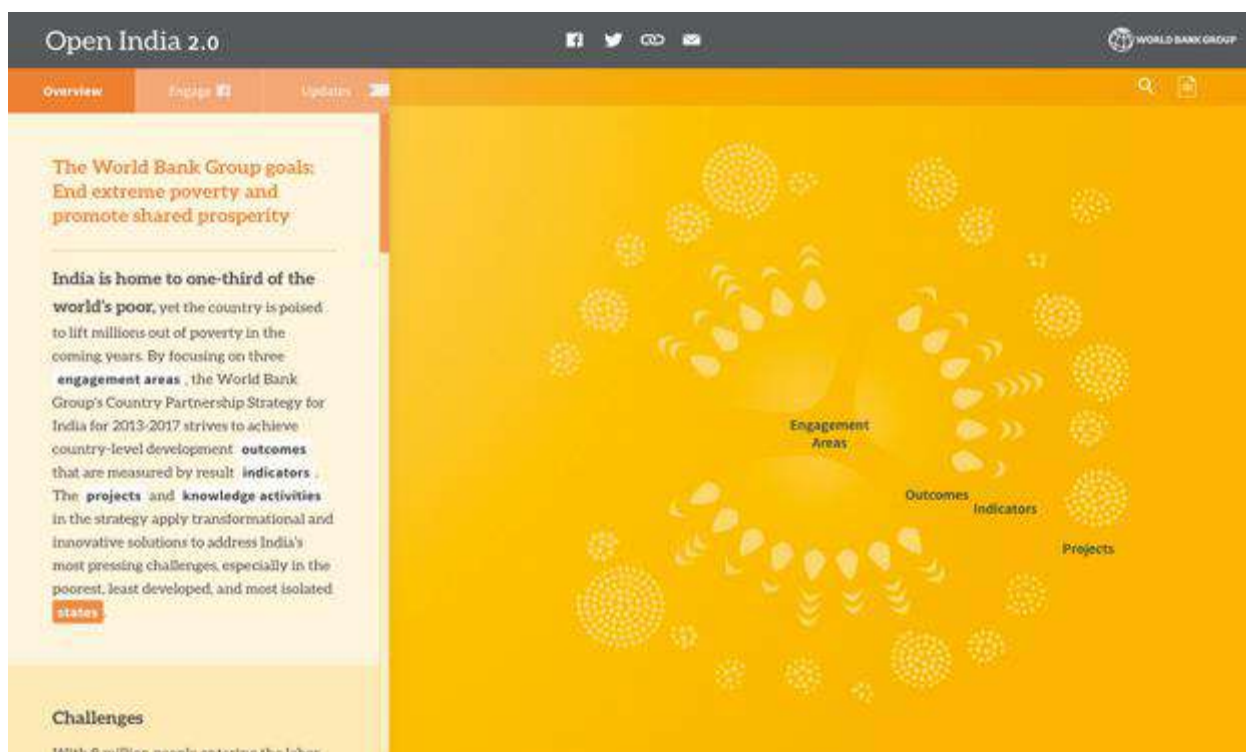 Open India 2.0
WORLD BANK GROUP
Overview
Engage
Updates
The World Bank Group goals:
End extreme poverty and
promote shared prosperity
India is home to one-third of the
world's poor, yet the country is poised
to lift millions out of poverty in the
coming years. By focusing on three
engagement areas , the World Bank
Group's Country Partnership Strategy for
India for 2013-2017 strives to achieve
country-level development outcomes
that are measured by result indicators .
The projects and knowledge activities
in the strategy apply transformational and
innovative solutions to address India's
most pressing challenges, especially in the
poorest, least developed, and most isolated
states .
Challenges
Engagement
Areas
Outcomes
Indicators
Projects